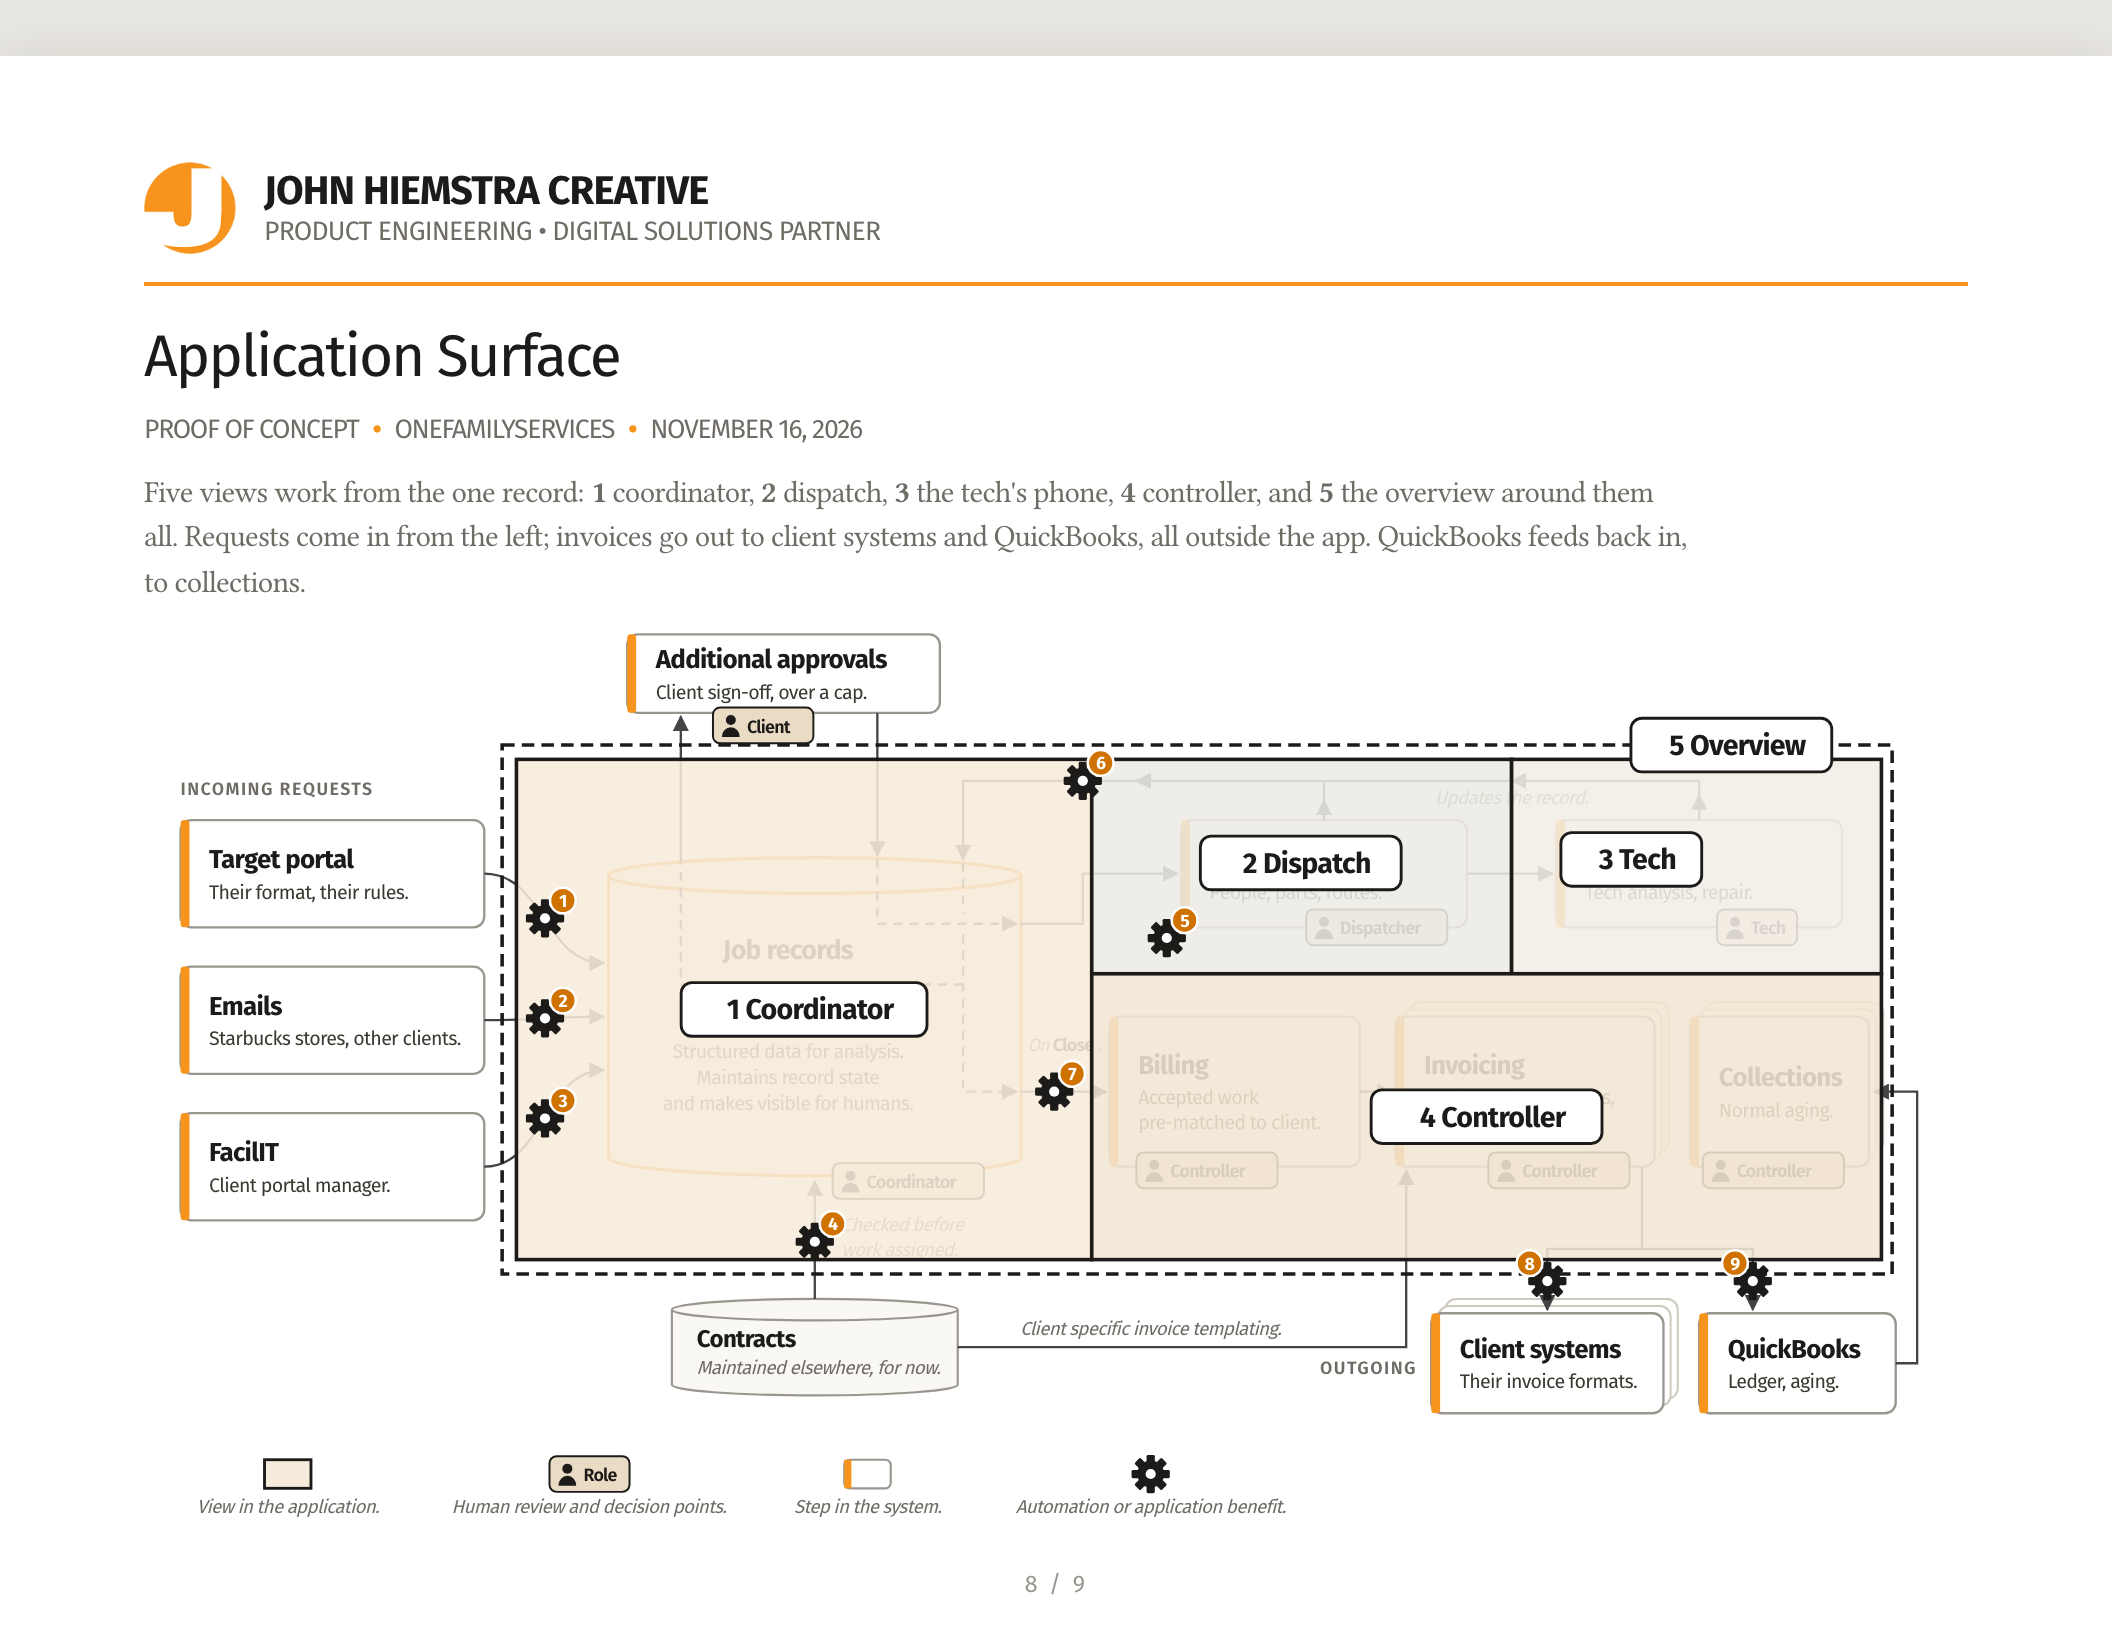 JOHN HIEMSTRA CREATIVE
PRODUCT ENGINEERING • DIGITAL SOLUTIONS PARTNER
Application Surface
PROOF OF CONCEPT • ONEFAMILYSERVICES • NOVEMBER 16, 2026
Five views work from the one record: 1 coordinator, 2 dispatch, 3 the tech's phone, 4 controller, and 5 the overview around them
all. Requests come in from the left; invoices go out to client systems and QuickBooks, all outside the app. QuickBooks feeds back in,
to collections.
Additional approvals
Client sign-off, over a cap.
Client
5 Overview
INCOMING REQUESTS
Target portal
Their format, their rules.
1
Emails
Starbucks stores, other clients.
2
FacilIT
Client portal manager.
3
6
Updates the record.
2 Dispatch
People, parts, routes.
Dispatcher
5
3 Tech
Tech analysis, repair.
Tech
Job records
1 Coordinator
Structured data for analysis.
Maintains record state
and makes visible for humans.
Coordinator
4
Checked before
work assigned.
On Close.
7
Billing
Accepted work
pre-matched to client.
Controller
Invoicing
4 Controller
Controller
Collections
Normal aging.
Controller
8
9
Contracts
Maintained elsewhere, for now.
Client specific invoice templating.
OUTGOING
Client systems
Their invoice formats.
QuickBooks
Ledger, aging.
View in the application.
Role
Human review and decision points.
Step in the system.
Automation or application benefit.
8 / 9